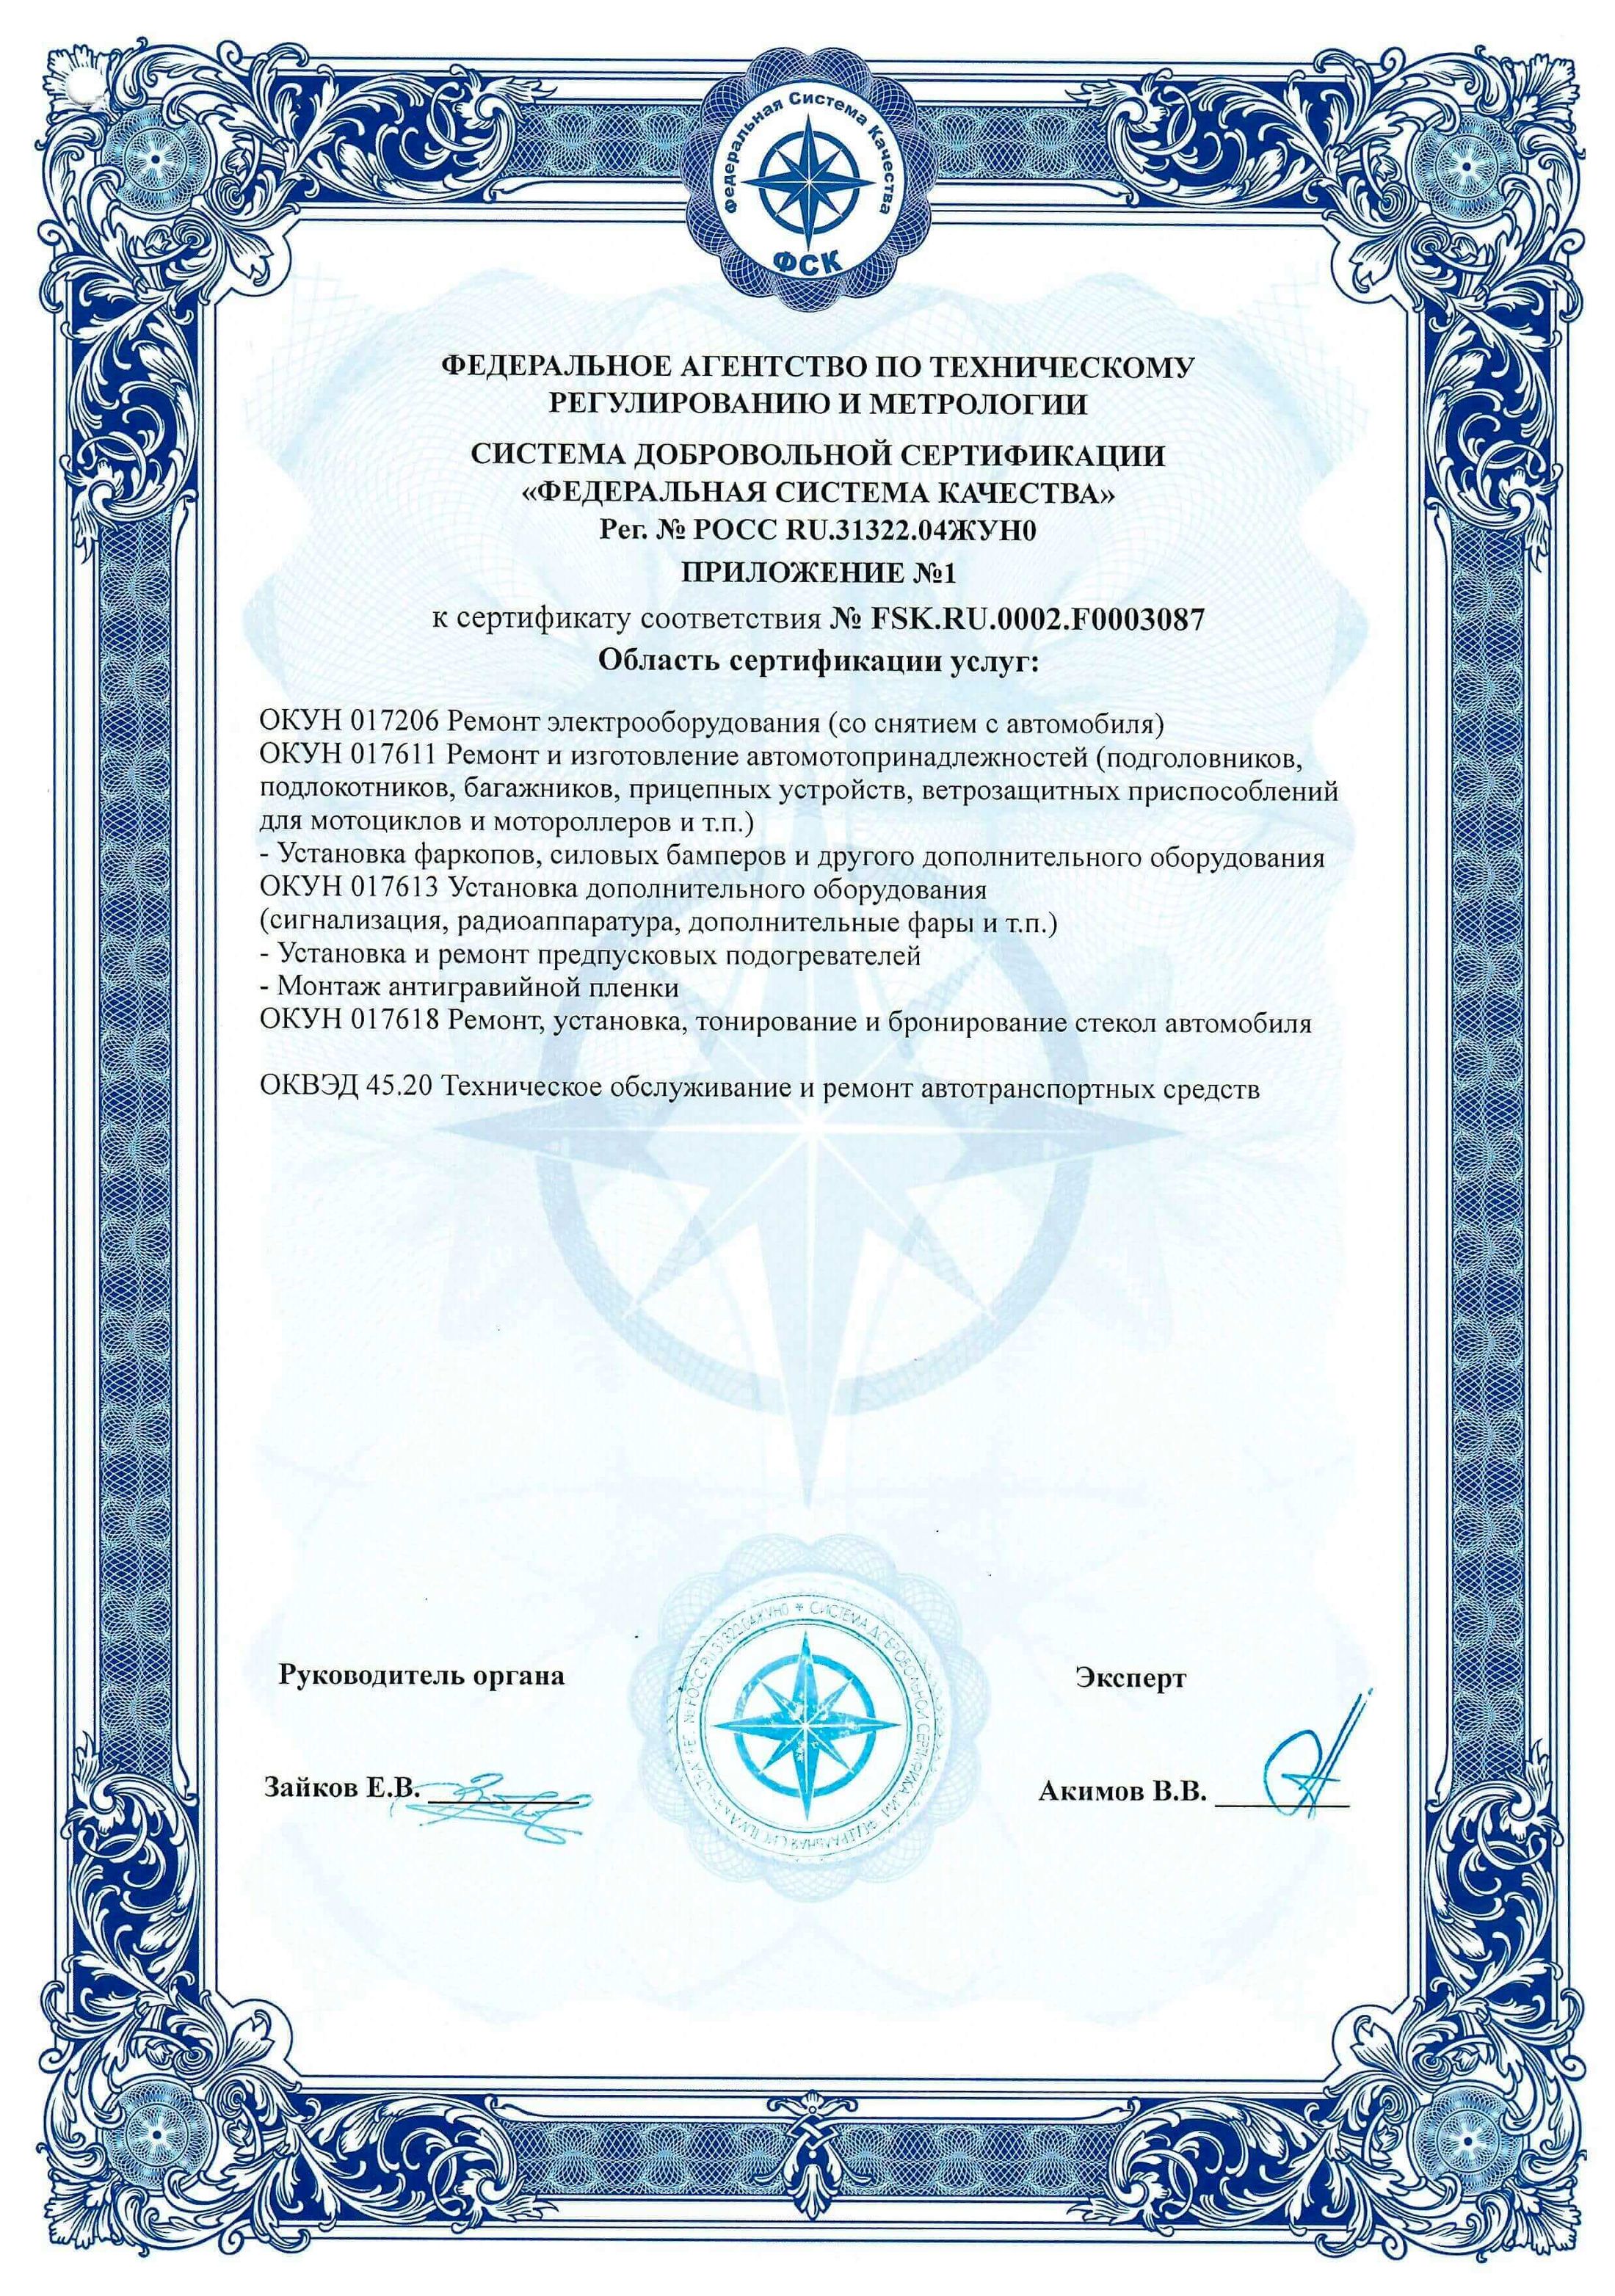 Федеральная Система Качества
ФСК
ФЕДЕРАЛЬНОЕ АГЕНТСТВО ПО ТЕХНИЧЕСКОМУ
РЕГУЛИРОВАНИЮ И МЕТРОЛОГИИ
СИСТЕМА ДОБРОВОЛЬНОЙ СЕРТИФИКАЦИИ
«ФЕДЕРАЛЬНАЯ СИСТЕМА КАЧЕСТВА»
Рег. № РОСС RU.31322.04ЖУН0
ПРИЛОЖЕНИЕ №1
к сертификату соответствия № FSK.RU.0002.F0003087
Область сертификации услуг:
ОКУН 017206 Ремонт электрооборудования (со снятием с автомобиля)
ОКУН 017611 Ремонт и изготовление автомотопринадлежностей (подголовников,
подлокотников, багажников, прицепных устройств, ветрозащитных приспособлений
для мотоциклов и мотороллеров и т.п.)
- Установка фаркопов, силовых бамперов и другого дополнительного оборудования
ОКУН 017613 Установка дополнительного оборудования
(сигнализация, радиоаппаратура, дополнительные фары и т.п.)
- Установка и ремонт предпусковых подогревателей
- Монтаж антигравийной пленки
ОКУН 017618 Ремонт, установка, тонирование и бронирование стекол автомобиля
ОКВЭД 45.20 Техническое обслуживание и ремонт автотранспортных средств
Руководитель органа
Эксперт
СИСТЕМА ДОБРОВОЛЬНОЙ СЕРТИФИКАЦИИ
№ РОСС RU.31322.04ЖУН0
Зайков Е.В.
Акимов В.В.